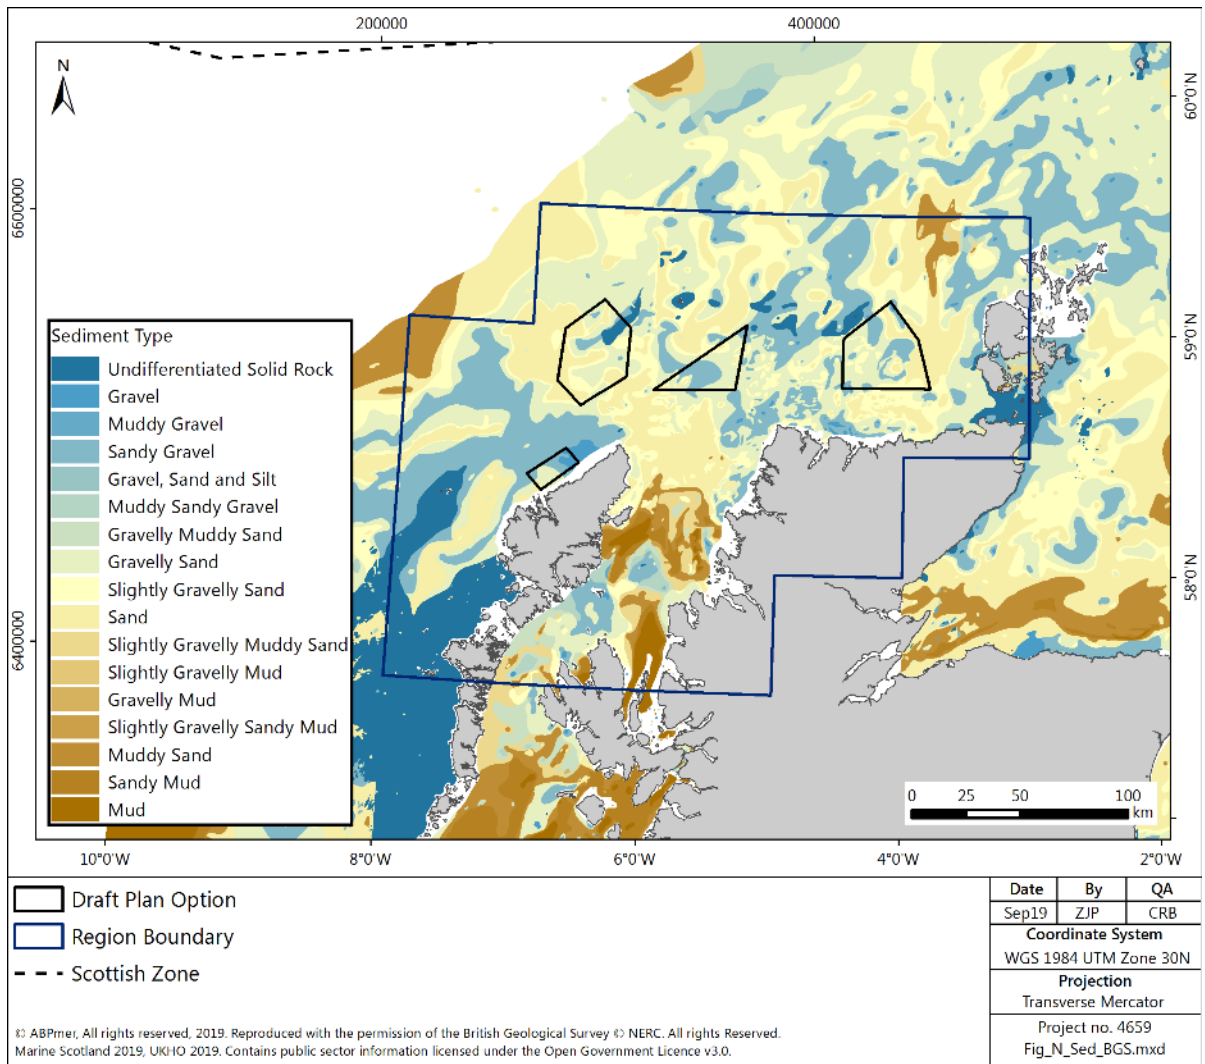 200000
400000
N
60°0'N
6600000
59°0'N
Sediment Type
Undifferentiated Solid Rock
Gravel
Muddy Gravel
Sandy Gravel
Gravel, Sand and Silt
Muddy Sandy Gravel
Gravelly Muddy Sand
Gravelly Sand
Slightly Gravelly Sand
Sand
Slightly Gravelly Muddy Sand
Slightly Gravelly Mud
Gravelly Mud
Slightly Gravelly Sandy Mud
Muddy Sand
Sandy Mud
Mud
58°0'N
6400000
0 25 50 100
km
10°0'W 8°0'W 6°0'W 4°0'W 2°0'W
Draft Plan Option
Region Boundary
Scottish Zone
Date By QA
Sep19 ZJP CRB
Coordinate System
WGS 1984 UTM Zone 30N
Projection
Transverse Mercator
Project no. 4659
Fig_N_Sed_BGS.mxd
© ABPmer, All rights reserved, 2019. Reproduced with the permission of the British Geological Survey © NERC. All rights Reserved.
Marine Scotland 2019, UKHO 2019. Contains public sector information licensed under the Open Government Licence v3.0.